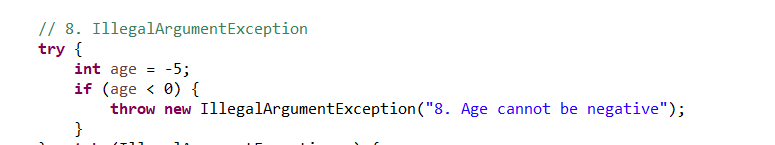 // 8. IllegalArgumentException
try {
    int age = -5;
    if (age < 0) {
        throw new IllegalArgumentException("8. Age cannot be negative");
    }